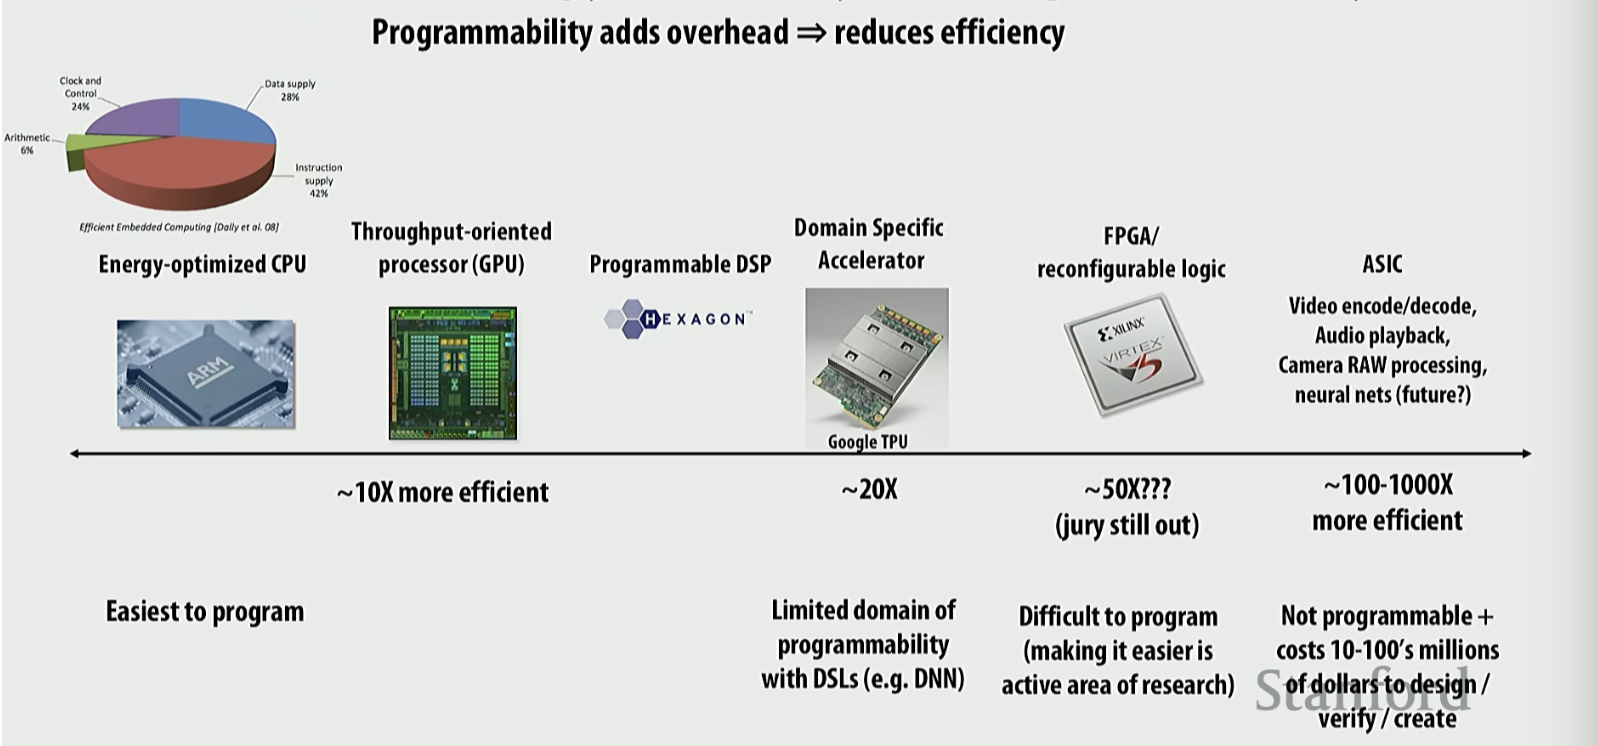 Programmability adds overhead ⇒ reduces efficiency
Clock and
Control
24%
Data supply
28%
Arithmetic
6%
Instruction
supply
42%
Efficient Embedded Computing [Dally et al. 08]
Energy-optimized CPU
ARM
Throughput-oriented
processor (GPU)
Programmable DSP
HEXAGON™
Domain Specific
Accelerator
Google TPU
FPGA/
reconfigurable logic
XILINX
VIRTEX
5
ASIC
Video encode/decode,
Audio playback,
Camera RAW processing,
neural nets (future?)
~10X more efficient
~20X
~50X???
(jury still out)
~100-1000X
more efficient
Easiest to program
Limited domain of
programmability
with DSLs (e.g. DNN)
Difficult to program
(making it easier is
active area of research)
Not programmable +
costs 10-100's millions
of dollars to design /
verify / create
Stanford